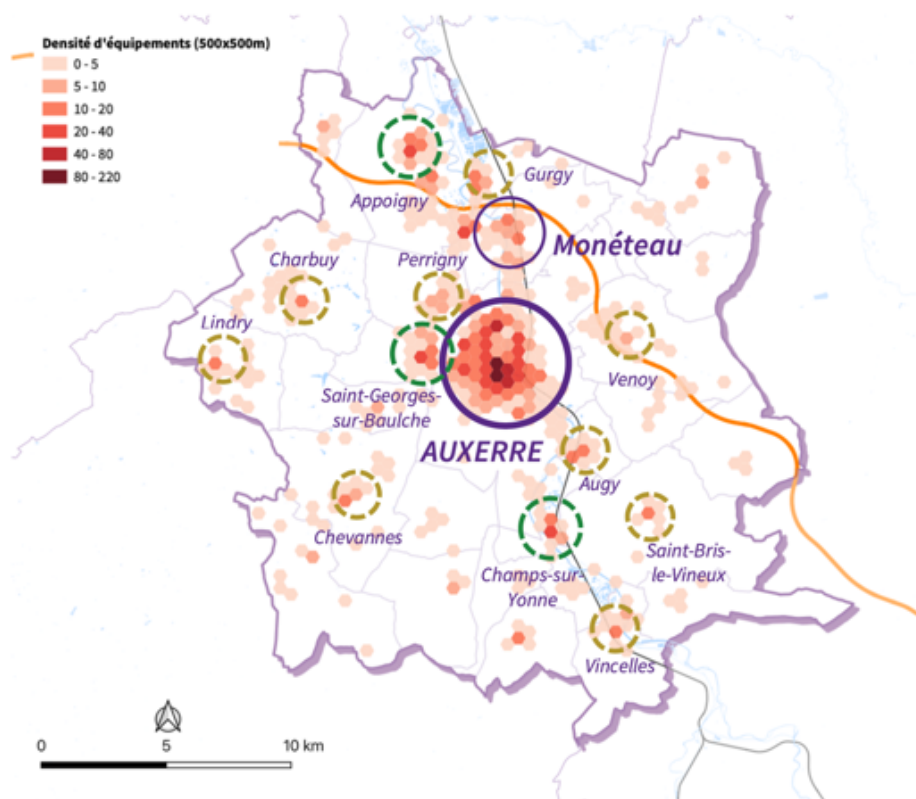 Densité d'équipements (500x500m)
0 - 5
5 - 10
10 - 20
20 - 40
40 - 80
80 - 220
Gurgy
Appoigny
Monéteau
Charbuy
Perrigny
Lindry
Venoy
Saint-Georges-
sur-Baulche
AUXERRE
Augy
Chevannes
Saint-Bris-
le-Vineux
Champs-sur-
Yonne
Vincelles
0 5 10 km